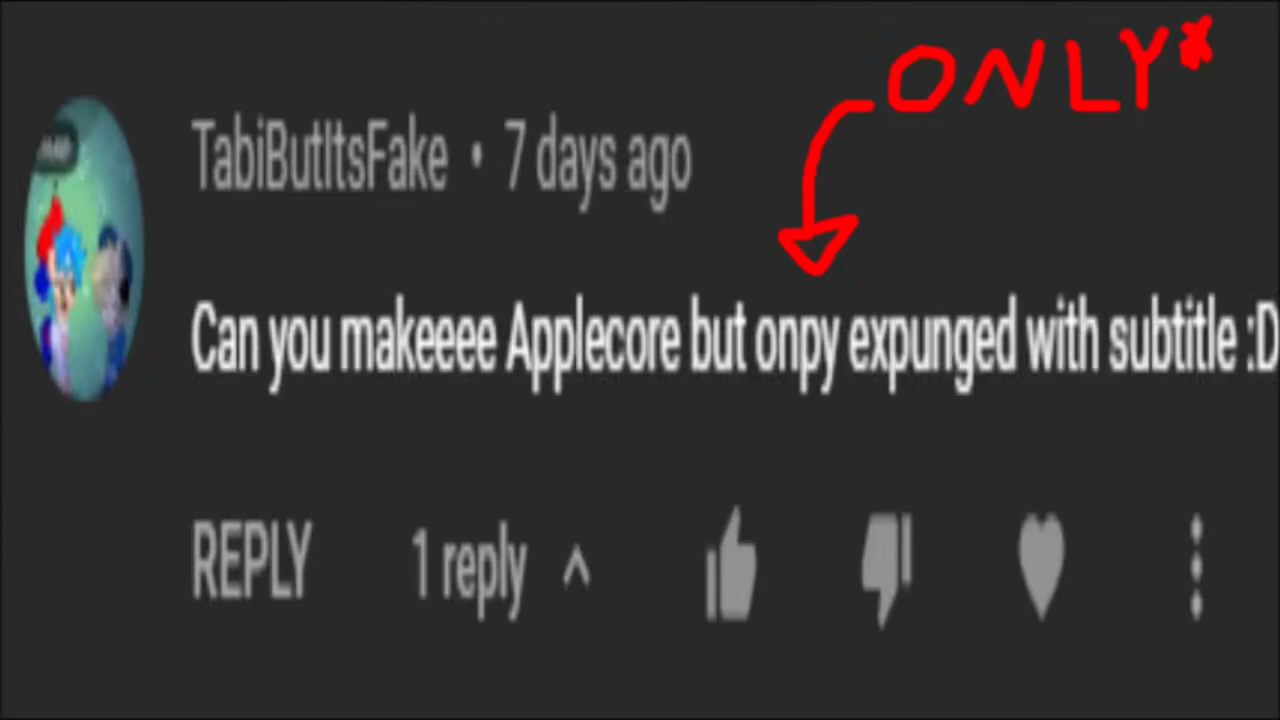 ONLY*
TabiButItsFake • 7 days ago
Can you makeeee Applecore but onpy expunged with subtitle :D
REPLY 1 reply